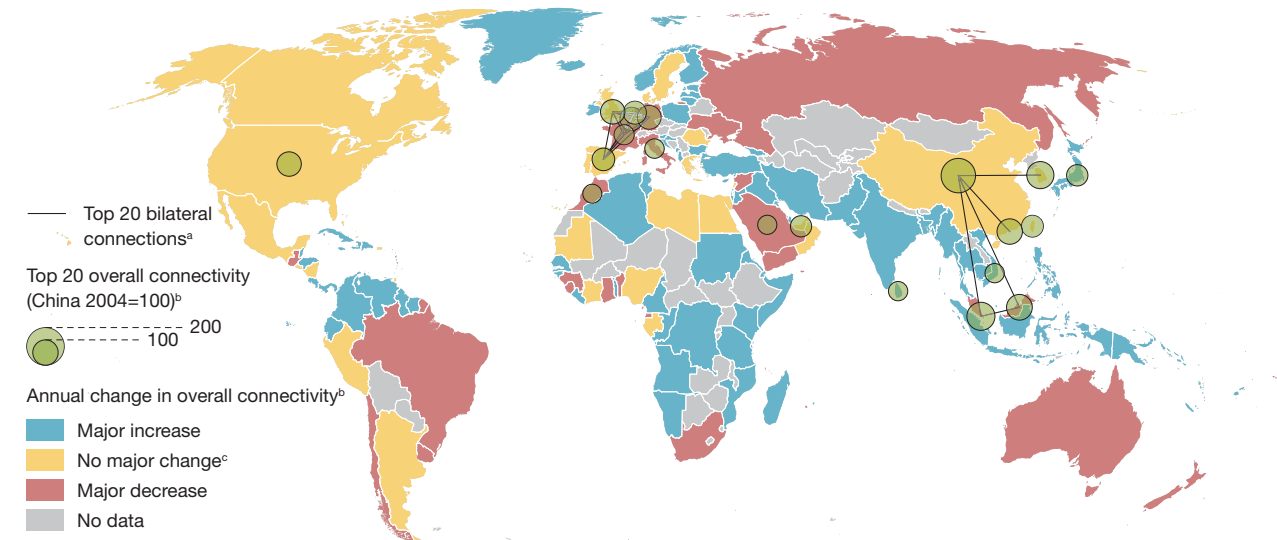 Top 20 bilateral
connectionsᵃ
Top 20 overall connectivity
(China 2004=100)ᵇ
200
100
Annual change in overall connectivityᵇ
Major increase
No major changeᶜ
Major decrease
No data